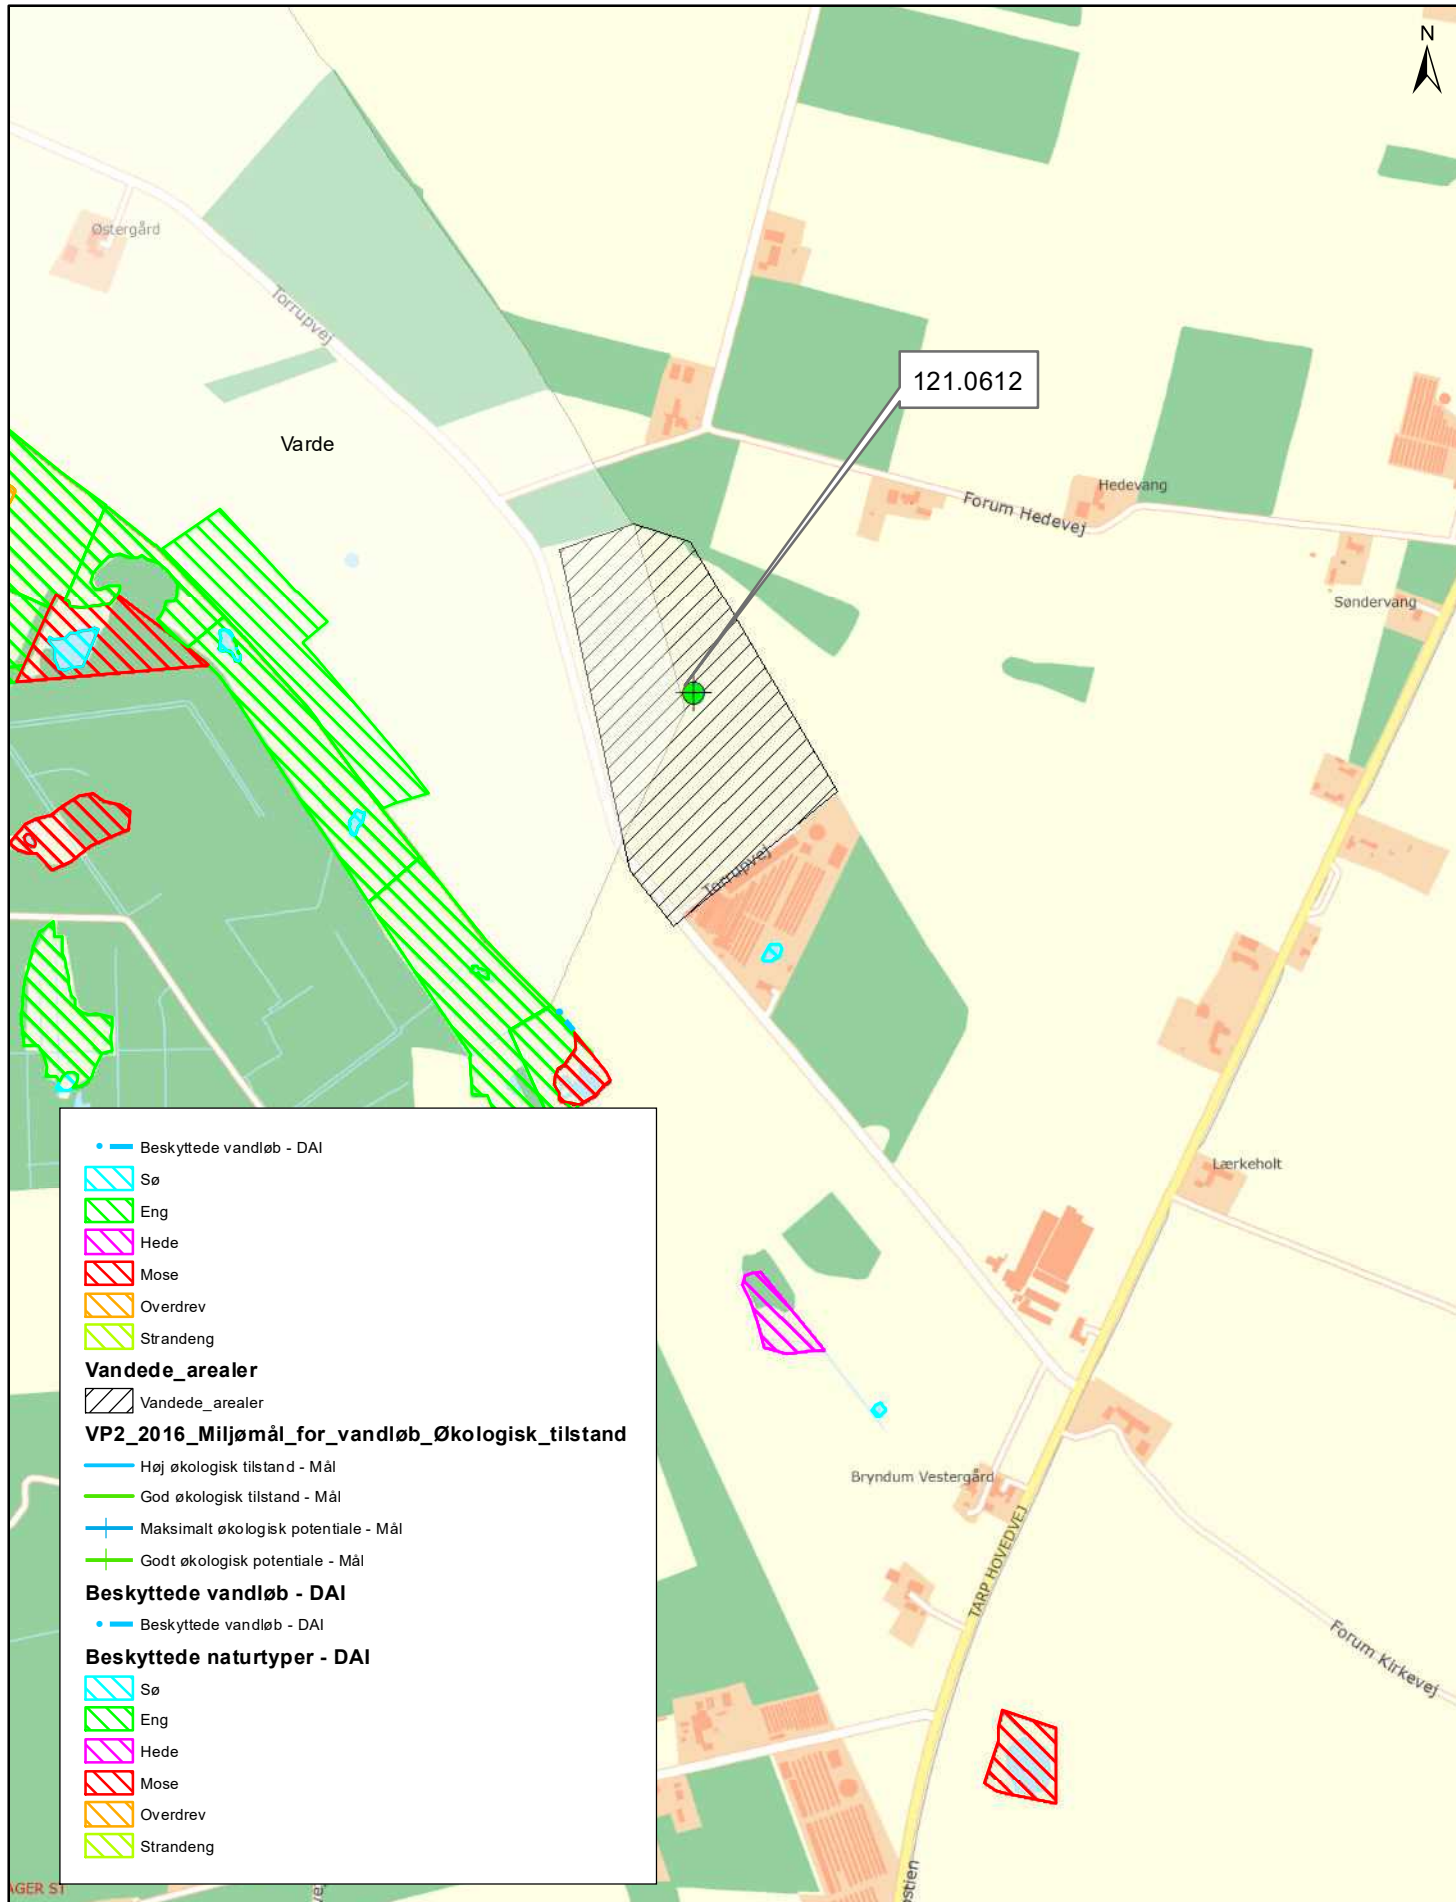 N
Østergård
Torrupvej
121.0612
Varde
Hedevang
Forum Hedevej
Søndervang
Torrupvej
Lærkeholt
Beskyttede vandløb - DAI
Sø
Eng
Hede
Mose
Overdrev
Strandeng
Vandede_arealer
Vandede_arealer
VP2_2016_Miljømål_for_vandløb_Økologisk_tilstand
Høj økologisk tilstand - Mål
God økologisk tilstand - Mål
Maksimalt økologisk potentiale - Mål
Godt økologisk potentiale - Mål
Beskyttede vandløb - DAI
Beskyttede vandløb - DAI
Beskyttede naturtyper - DAI
Sø
Eng
Hede
Mose
Overdrev
Strandeng
Bryndum Vestergård
TARP HOVEDVEJ
Forum Kirkevej
AGER ST